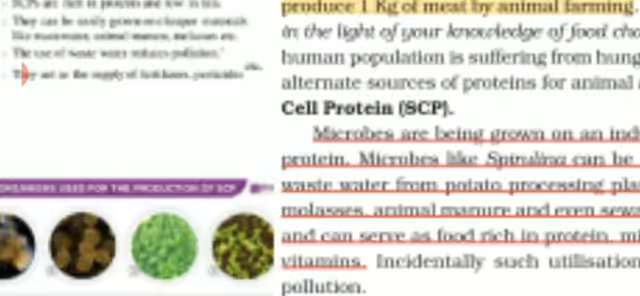 SCPs are rich in proteins and low in fats.
They can be easily grown on cheaper materials
like wastewater, animal manure, molasses etc.
The use of waste water reduces pollution.
They act as the supply of fertilizers, pesticides etc.
ORGANISMS USED FOR THE PRODUCTION OF SCP
produce 1 Kg of meat by animal farming.
in the light of your knowledge of food cha
human population is suffering from hung
alternate sources of proteins for animal a
Cell Protein (SCP).
Microbes are being grown on an ind
protein. Microbes like Spirulina can be
waste water from potato processing pla
molasses, animal manure and even sewa
and can serve as food rich in protein, mi
vitamins. Incidentally such utilisation
pollution.